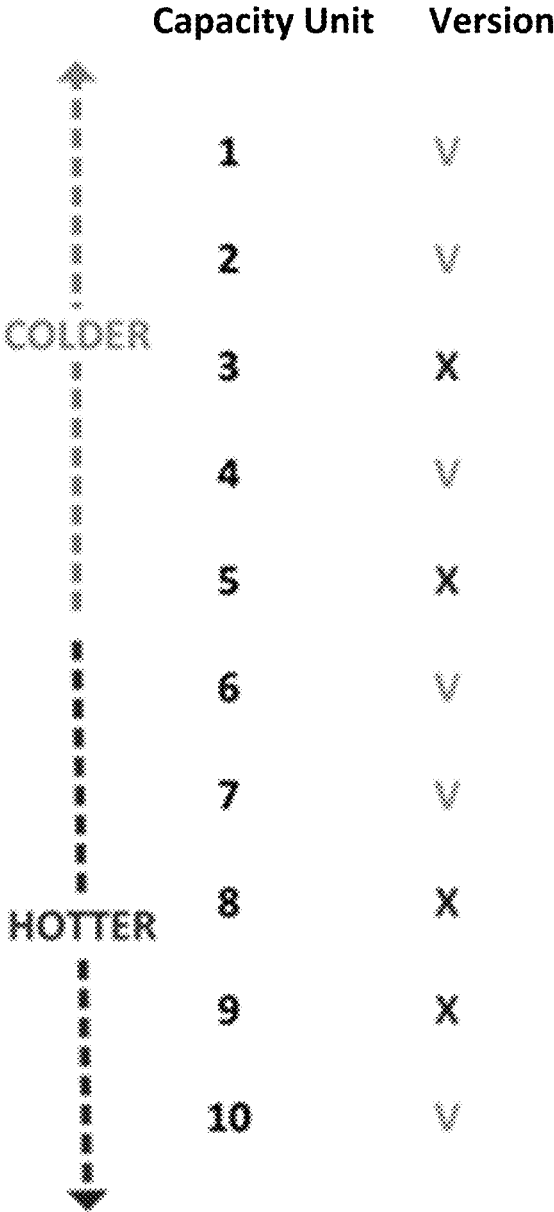 Capacity Unit Version
1 V
2 V
COLDER
3 X
4 V
5 X
6 V
7 V
8 X
HOTTER
9 X
10 V